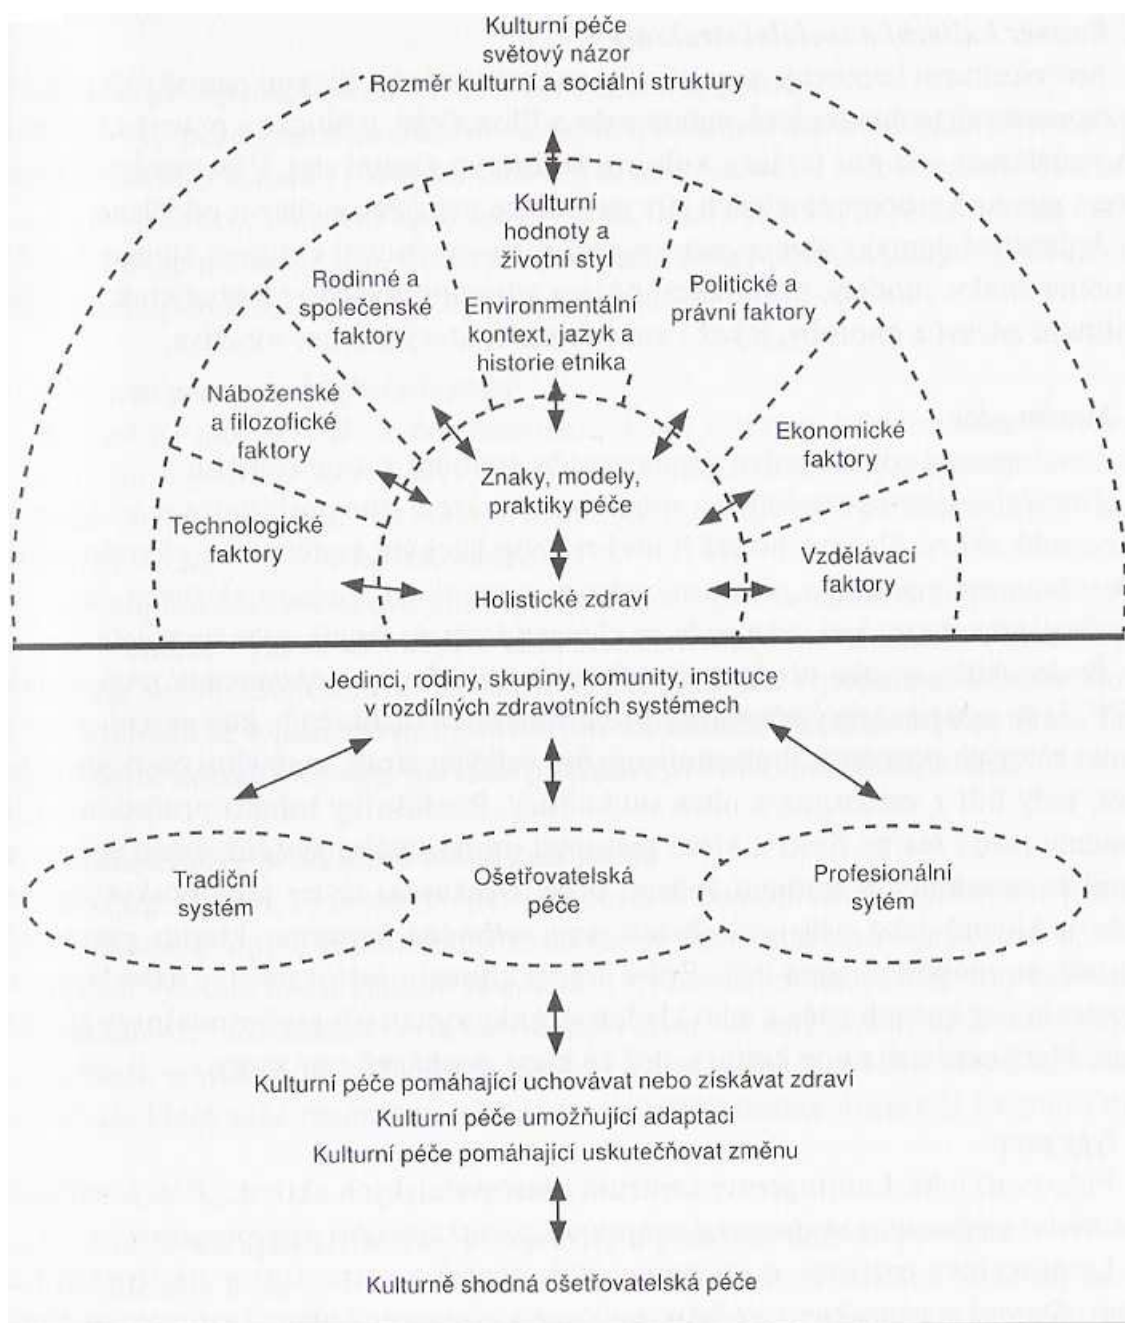 Kulturní péče
světový názor
Rozměr kulturní a sociální struktury
Kulturní
hodnoty a
životní styl
Rodinné a
společenské
faktory
Environmentální
kontext, jazyk a
historie etnika
Politické a
právní faktory
Náboženské
a filozofické
faktory
Ekonomické
faktory
Znaky, modely,
praktiky péče
Technologické
faktory
Vzdělávací
faktory
Holistické zdraví
Jedinci, rodiny, skupiny, komunity, instituce
v rozdílných zdravotních systémech
Tradiční
systém
Ošetřovatelská
péče
Profesionální
sytém
Kulturní péče pomáhající uchovávat nebo získávat zdraví
Kulturní péče umožňující adaptaci
Kulturní péče pomáhající uskutečňovat změnu
Kulturně shodná ošetřovatelská péče